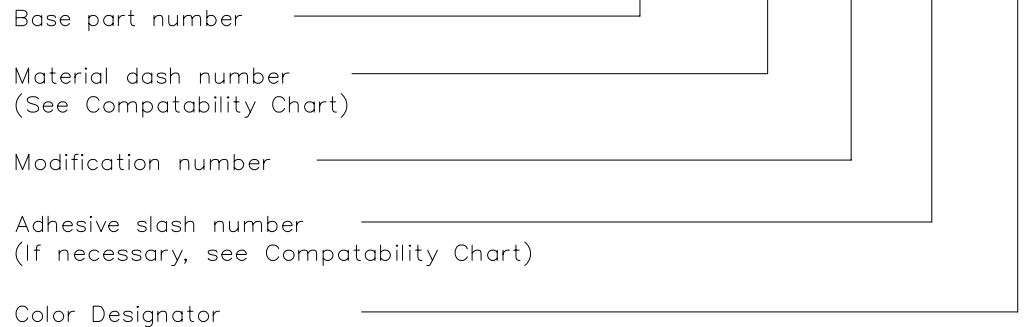 Base part number
Material dash number
(See Compatability Chart)
Modification number
Adhesive slash number
(If necessary, see Compatability Chart)
Color Designator